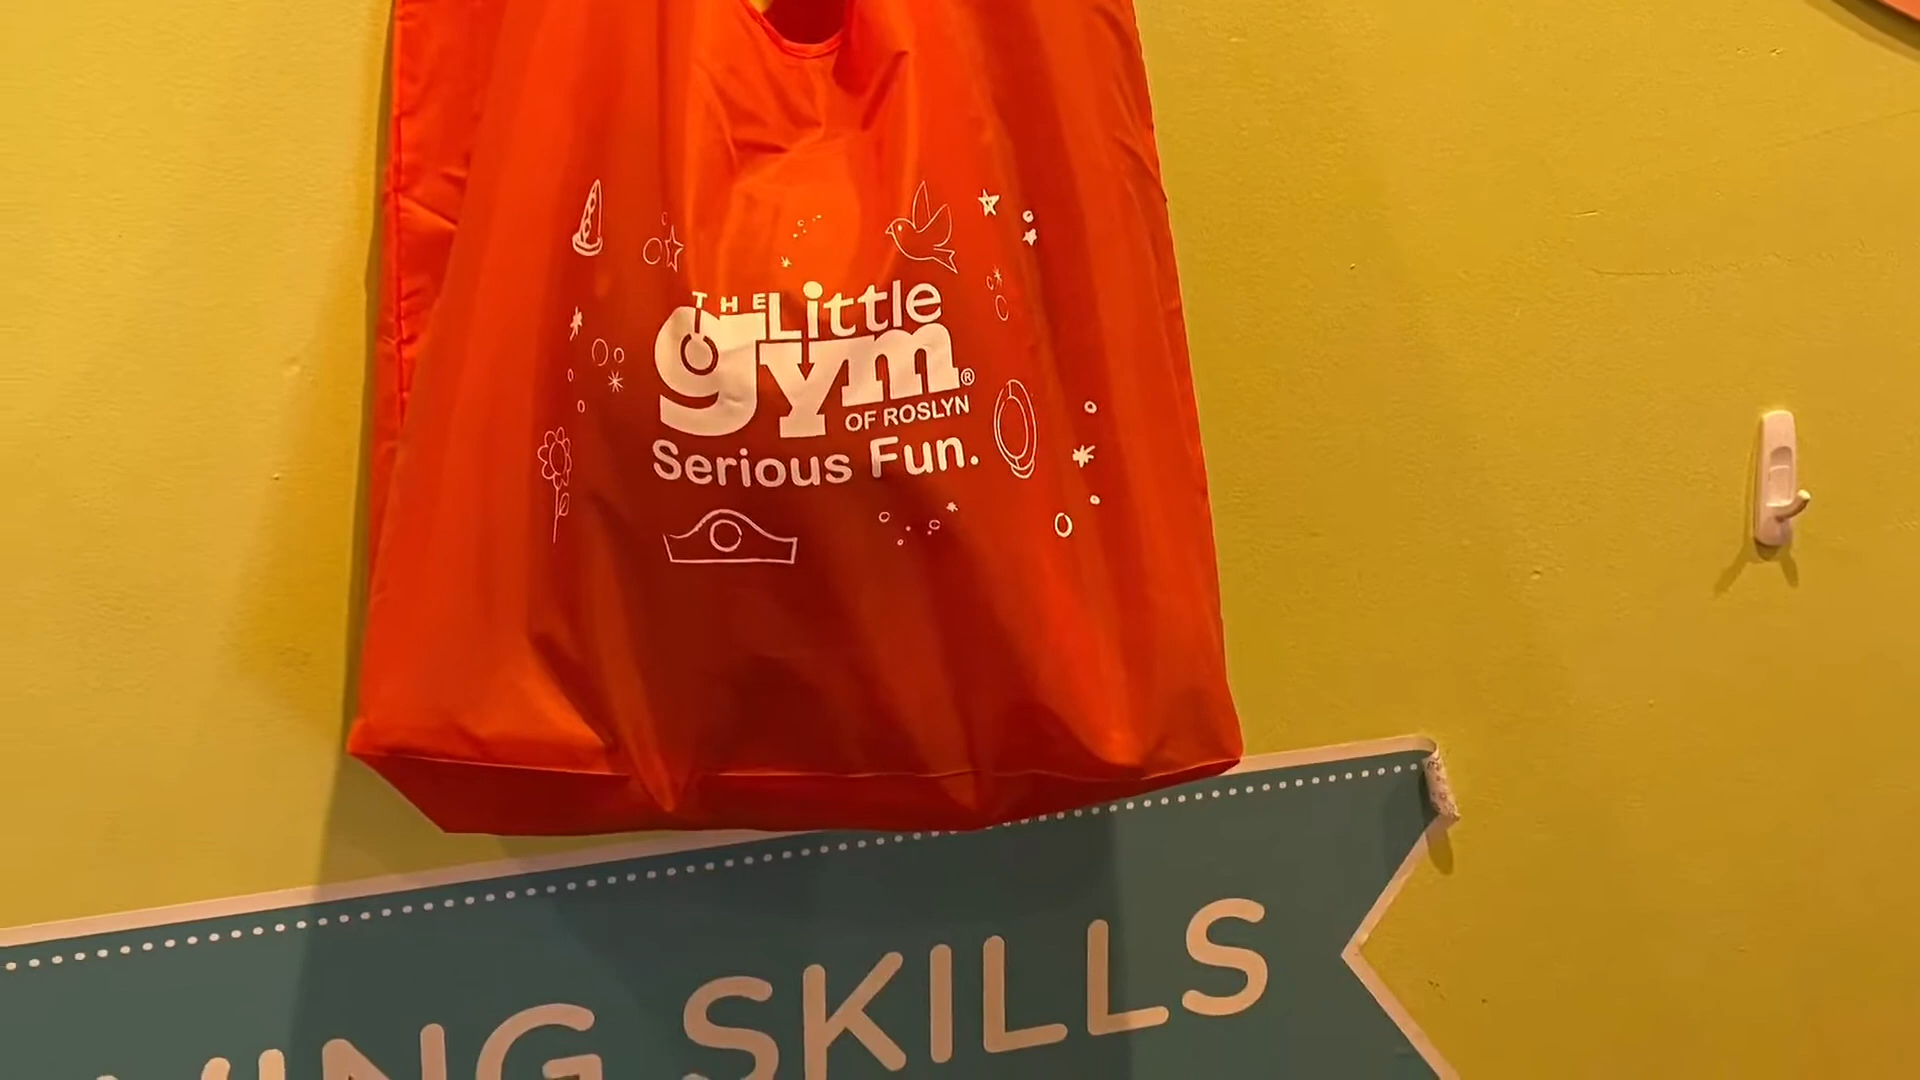 THE Little
gym®
OF ROSLYN
Serious Fun.
SKILLS